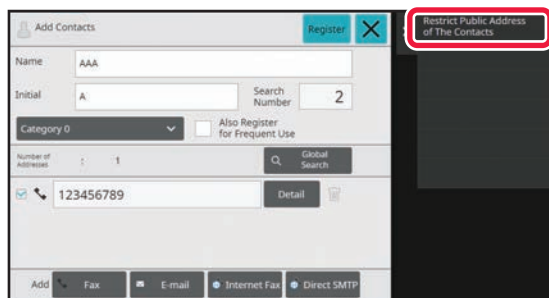 Add Contacts
Register
Restrict Public Address
of The Contacts
Name
AAA
Initial
A
Search
Number
2
Category 0
Also Register
for Frequent Use
Number of
Addresses
:
1
Global
Search
123456789
Detail
Add
Fax
E-mail
Internet Fax
Direct SMTP